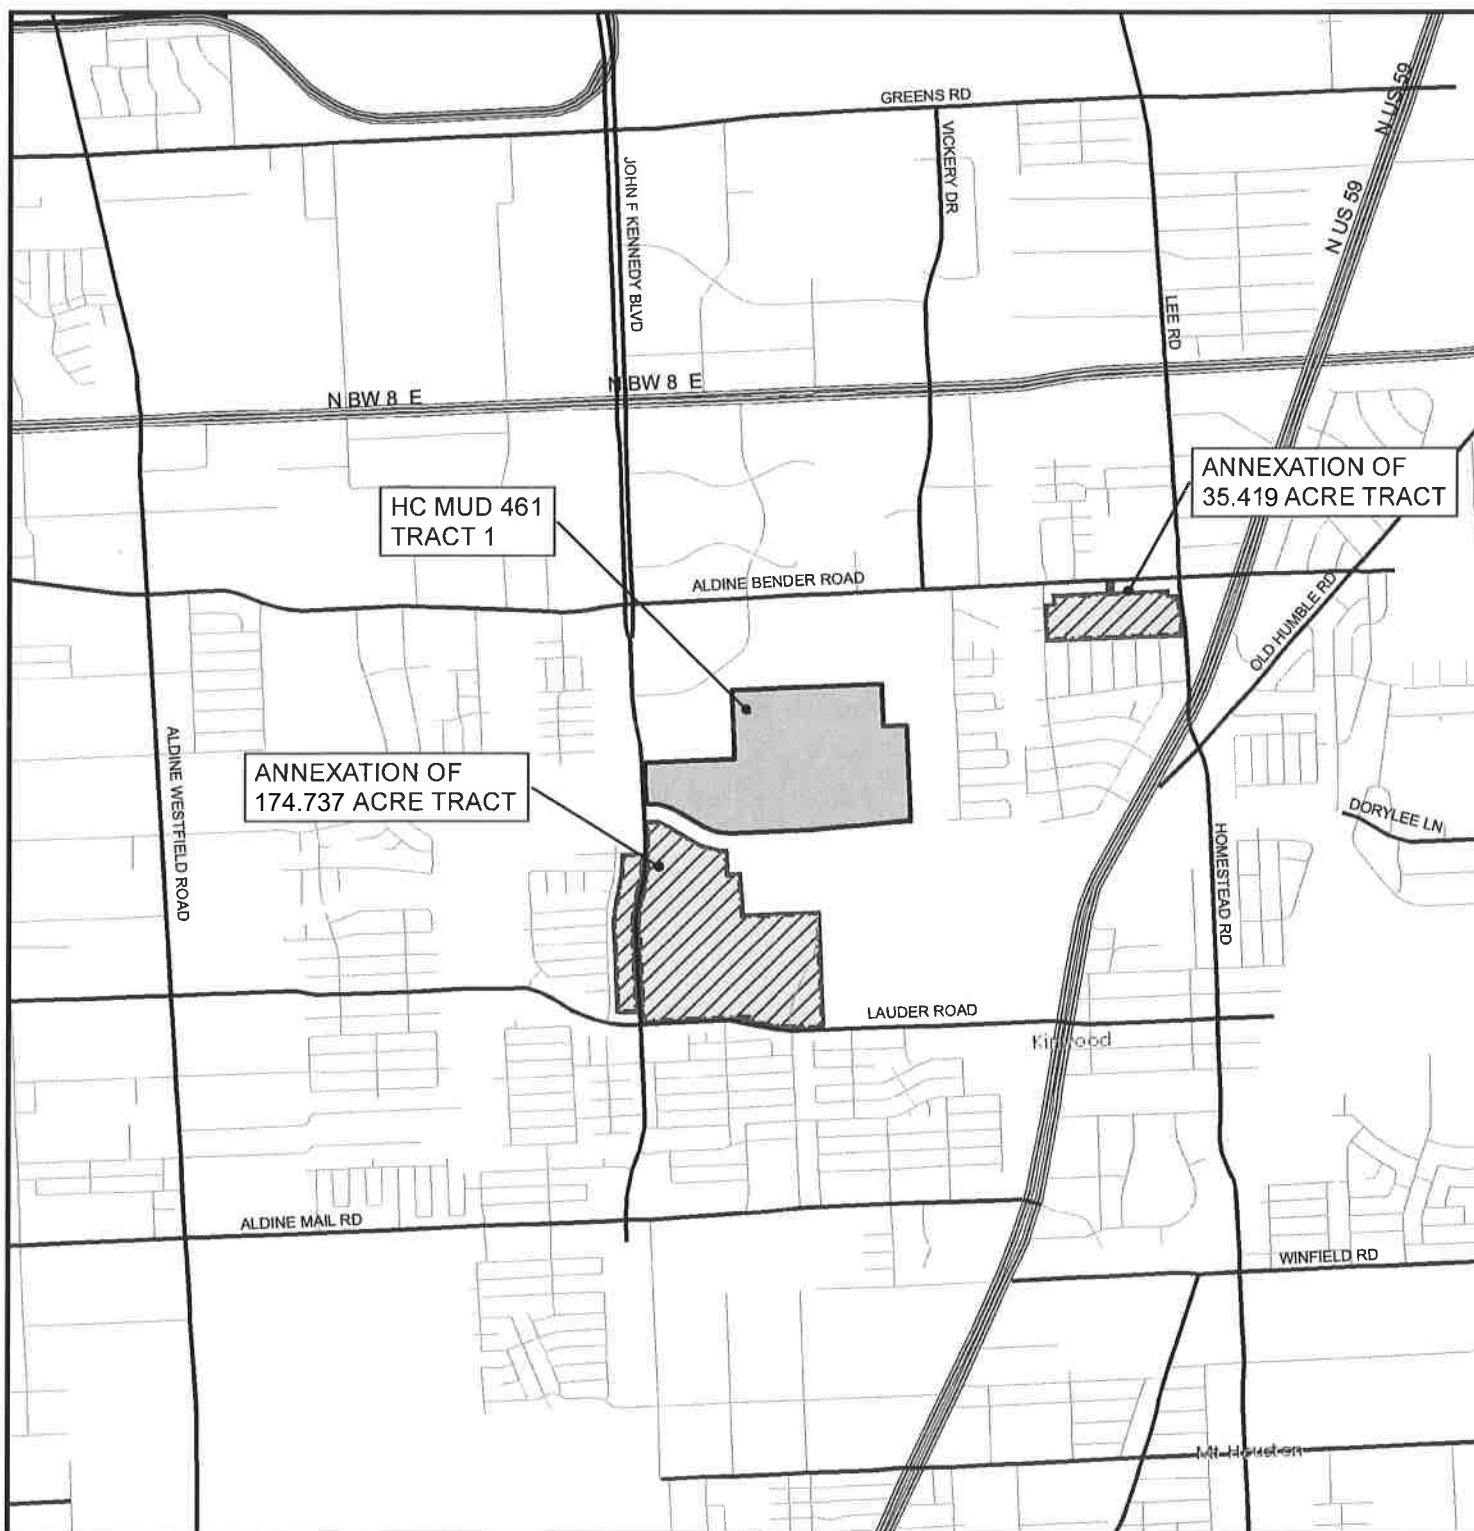 GREENS RD
N US 59
VICKERY DR
JOHN F KENNEDY BLVD
N US 59
LEE RD
N BW 8 E
N BW 8 E
ANNEXATION OF
35.419 ACRE TRACT
HC MUD 461
TRACT 1
ALDINE BENDER ROAD
OLD HUMBLE RD
ANNEXATION OF
174.737 ACRE TRACT
ALDINE WESTFIELD ROAD
DORYLEE LN
HOMESTEAD RD
LAUDER ROAD
ALDINE MAIL RD
WINFIELD RD
Mt Houston